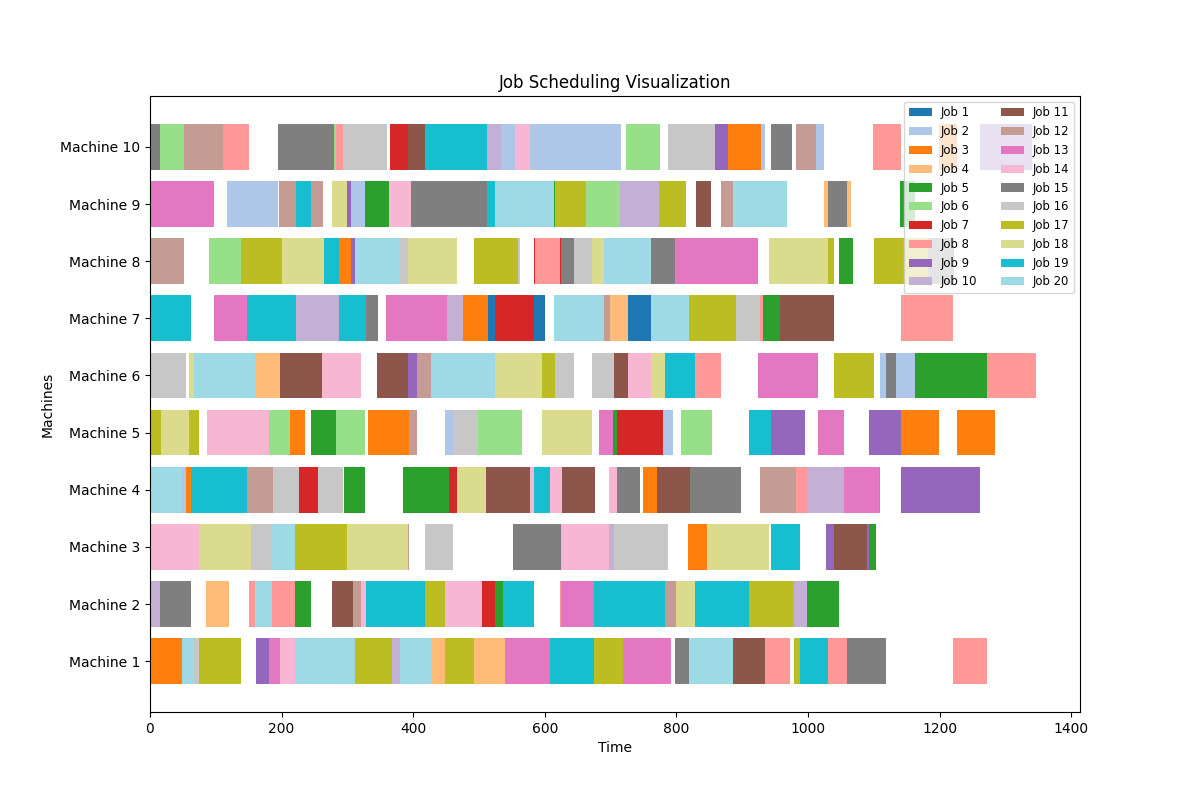 Job Scheduling Visualization
Machine 10
Machine 9
Machine 8
Machine 7
Machine 6
Machine 5
Machine 4
Machine 3
Machine 2
Machine 1
Machines
Job 1
Job 2
Job 3
Job 4
Job 5
Job 6
Job 7
Job 8
Job 9
Job 10
Job 11
Job 12
Job 13
Job 14
Job 15
Job 16
Job 17
Job 18
Job 19
Job 20
0 200 400 600 800 1000 1200 1400
Time